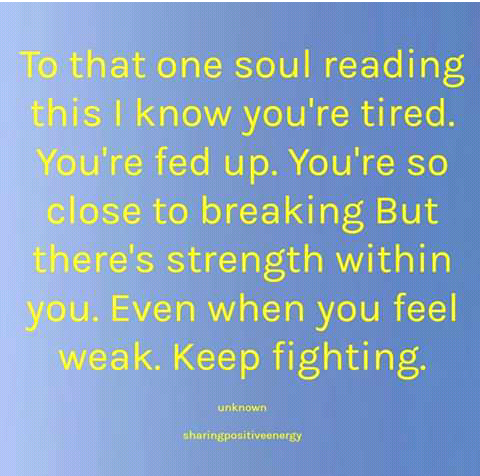 To that one soul reading
this I know you're tired.
You're fed up. You're so
close to breaking But
there's strength within
you. Even when you feel
weak. Keep fighting.
unknown
sharingpositiveenergy